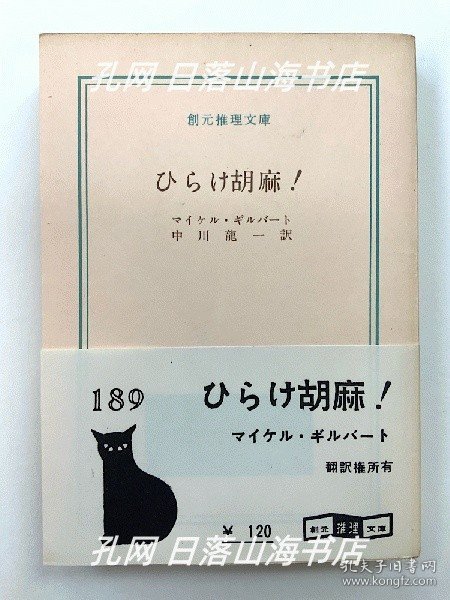 孔网 日落山海书店
創元推理文庫
ひらけ胡麻!
マイケル・ギルバート
中川龍一訳
189
ひらけ胡麻!
マイケル・ギルバート
翻訳権所有
¥ 120
創元 推理 文庫
孔网 日落山海书店
孔夫子旧书网
www.kongfz.com